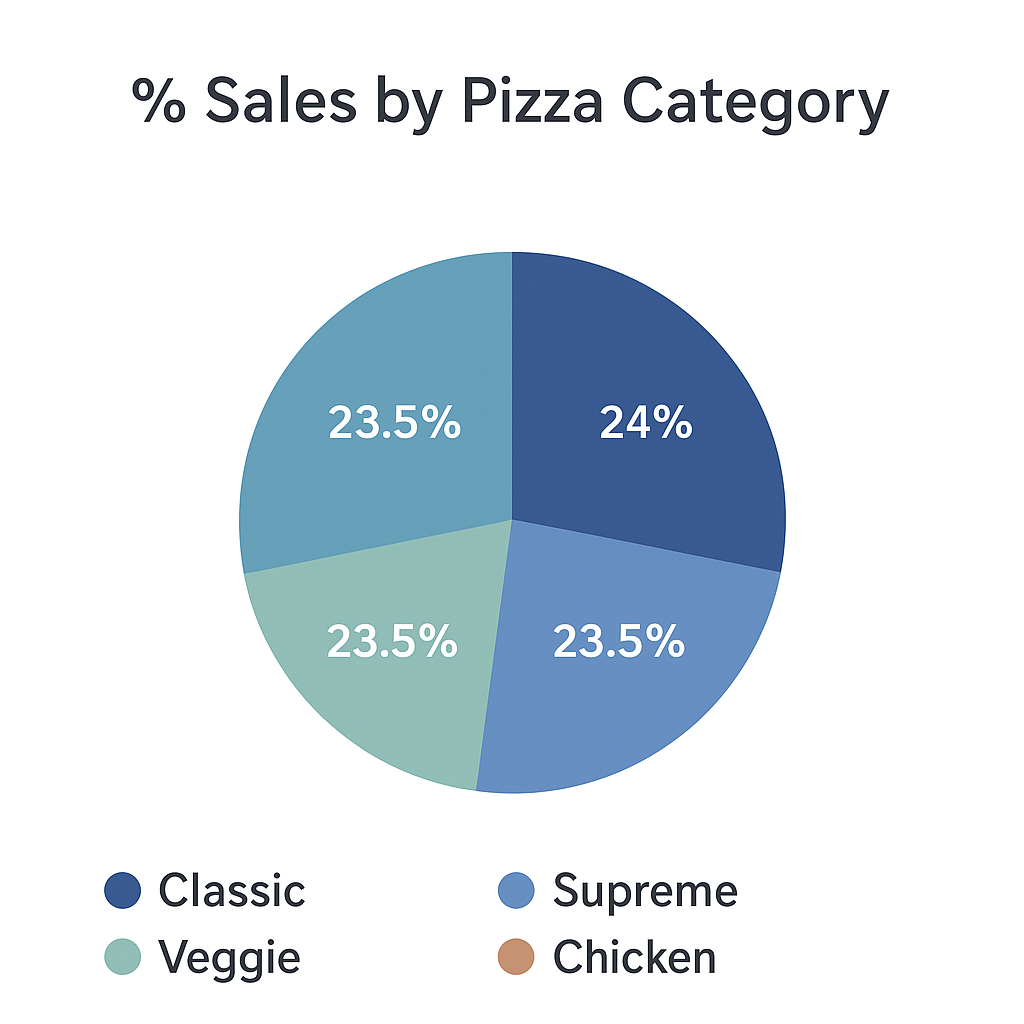 % Sales by Pizza Category
23.5% 24%
23.5% 23.5%
Classic Supreme
Veggie Chicken